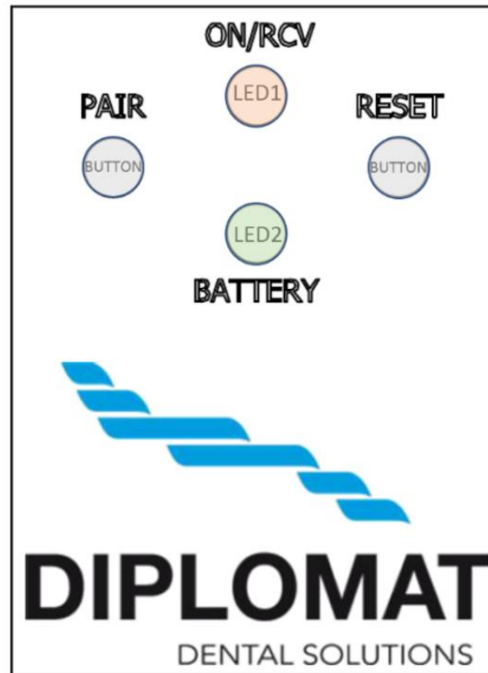 ON/RCV
LED1
PAIR
RESET
BUTTON
BUTTON
LED2
BATTERY
DIPLOMAT
DENTAL SOLUTIONS